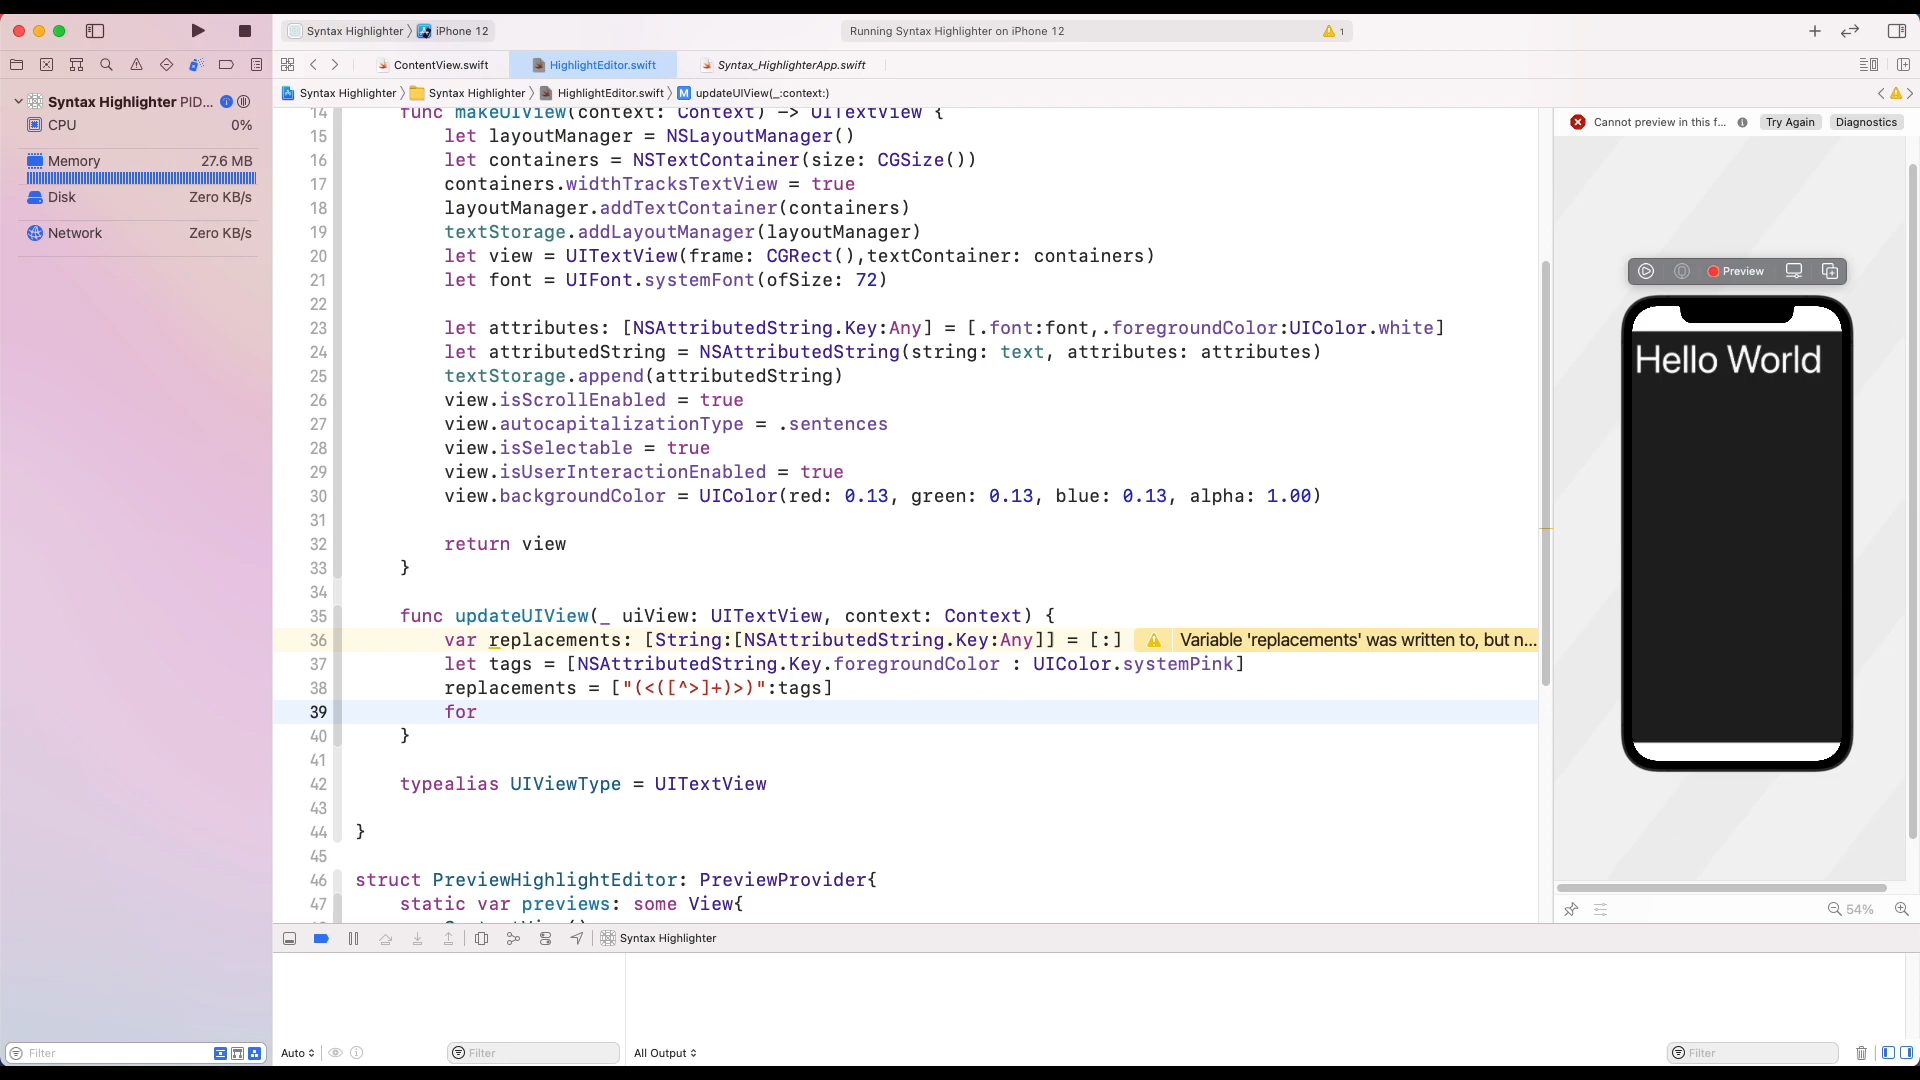 Syntax Highlighter 〉 iPhone 12
Running Syntax Highlighter on iPhone 12
1
ContentView.swift
HighlightEditor.swift
Syntax_HighlighterApp.swift
Syntax Highlighter 〉 Syntax Highlighter 〉 HighlightEditor.swift 〉 M updateUIView(_:context:)
Syntax Highlighter PID...
CPU 0%
Memory 27.6 MB
Disk Zero KB/s
Network Zero KB/s
Filter
14 func makeUIView(context: Context) -> UITextView {
15 let layoutManager = NSLayoutManager()
16 let containers = NSTextContainer(size: CGSize())
17 containers.widthTracksTextView = true
18 layoutManager.addTextContainer(containers)
19 textStorage.addLayoutManager(layoutManager)
20 let view = UITextView(frame: CGRect(),textContainer: containers)
21 let font = UIFont.systemFont(ofSize: 72)
22
23 let attributes: [NSAttributedString.Key:Any] = [.font:font,.foregroundColor:UIColor.white]
24 let attributedString = NSAttributedString(string: text, attributes: attributes)
25 textStorage.append(attributedString)
26 view.isScrollEnabled = true
27 view.autocapitalizationType = .sentences
28 view.isSelectable = true
29 view.isUserInteractionEnabled = true
30 view.backgroundColor = UIColor(red: 0.13, green: 0.13, blue: 0.13, alpha: 1.00)
31
32 return view
33 }
34
35 func updateUIView(_ uiView: UITextView, context: Context) {
36 var replacements: [String:[NSAttributedString.Key:Any]] = [:] Variable 'replacements' was written to, but n...
37 let tags = [NSAttributedString.Key.foregroundColor : UIColor.systemPink]
38 replacements = ["(<([^>]+)>)":tags]
39 for
40 }
41
42 typealias UIViewType = UITextView
43
44 }
45
46 struct PreviewHighlightEditor: PreviewProvider{
47 static var previews: some View{
Cannot preview in this f... Try Again Diagnostics
Preview
Hello World
54%
Syntax Highlighter
Auto
Filter
All Output
Filter